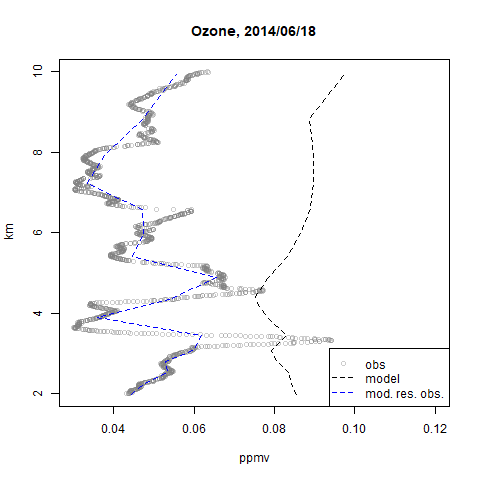 Ozone, 2014/06/18
10
8
6
4
2
km
obs
model
mod. res. obs.
0.04 0.06 0.08 0.10 0.12
ppmv